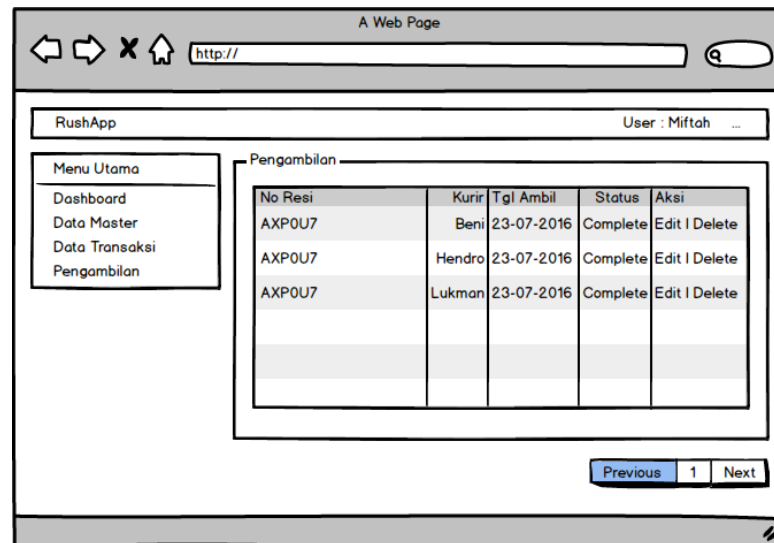 A Web Page
http://
RushApp User : Miftah ...
Menu Utama
Dashboard
Data Master
Data Transaksi
Pengambilan
Pengambilan
No Resi Kurir Tgl Ambil Status Aksi
AXP0U7 Beni 23-07-2016 Complete Edit | Delete
AXP0U7 Hendro 23-07-2016 Complete Edit | Delete
AXP0U7 Lukman 23-07-2016 Complete Edit | Delete
Previous 1 Next